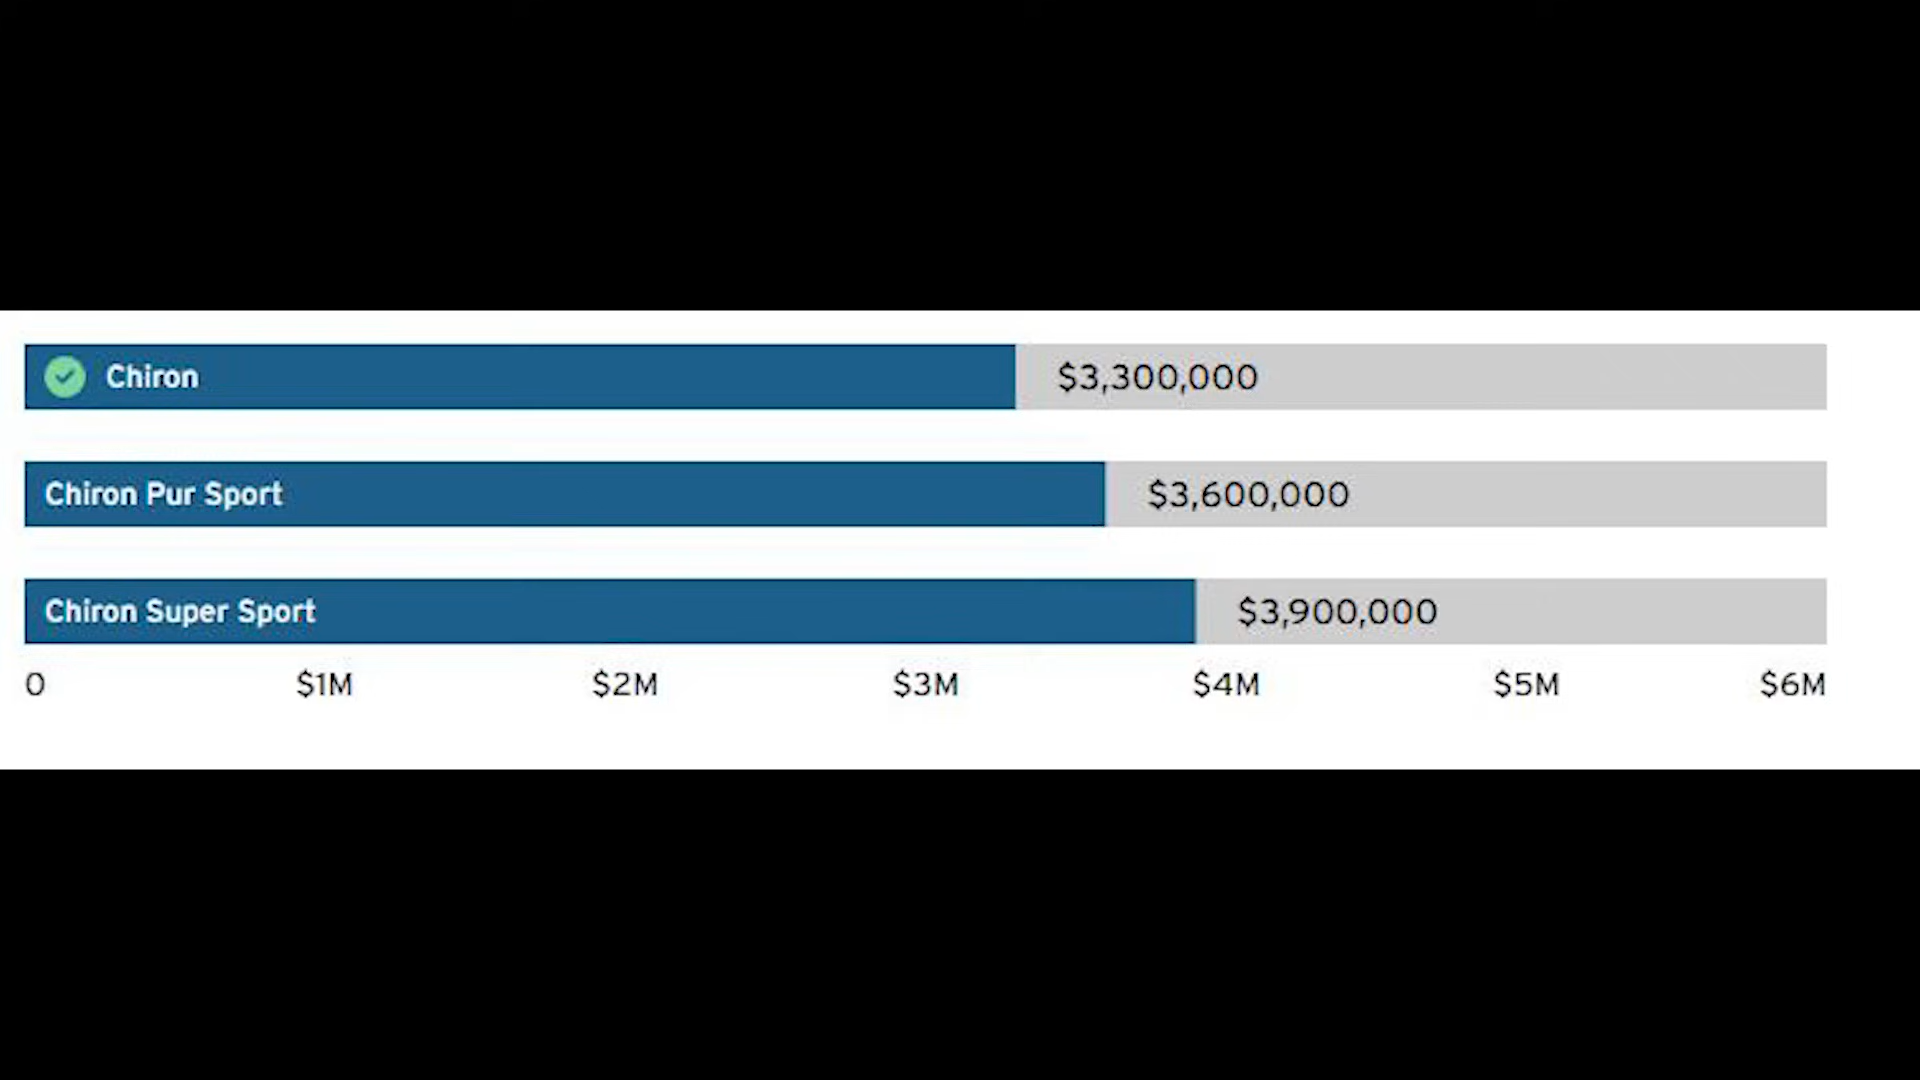 Chiron $3,300,000
Chiron Pur Sport $3,600,000
Chiron Super Sport $3,900,000
0 $1M $2M $3M $4M $5M $6M